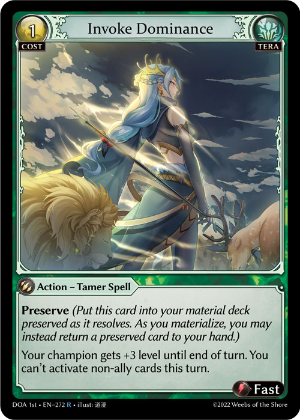 1
Invoke Dominance
COST
TERA
Action – Tamer Spell
Preserve (Put this card into your material deck
preserved as it resolves. As you materialize, you may
instead return a preserved card to your hand.)
Your champion gets +3 level until end of turn. You
can't activate non-ally cards this turn.
Fast
DOA 1st • EN-272 R • illust: 道濠
©2022 Weebs of the Shore